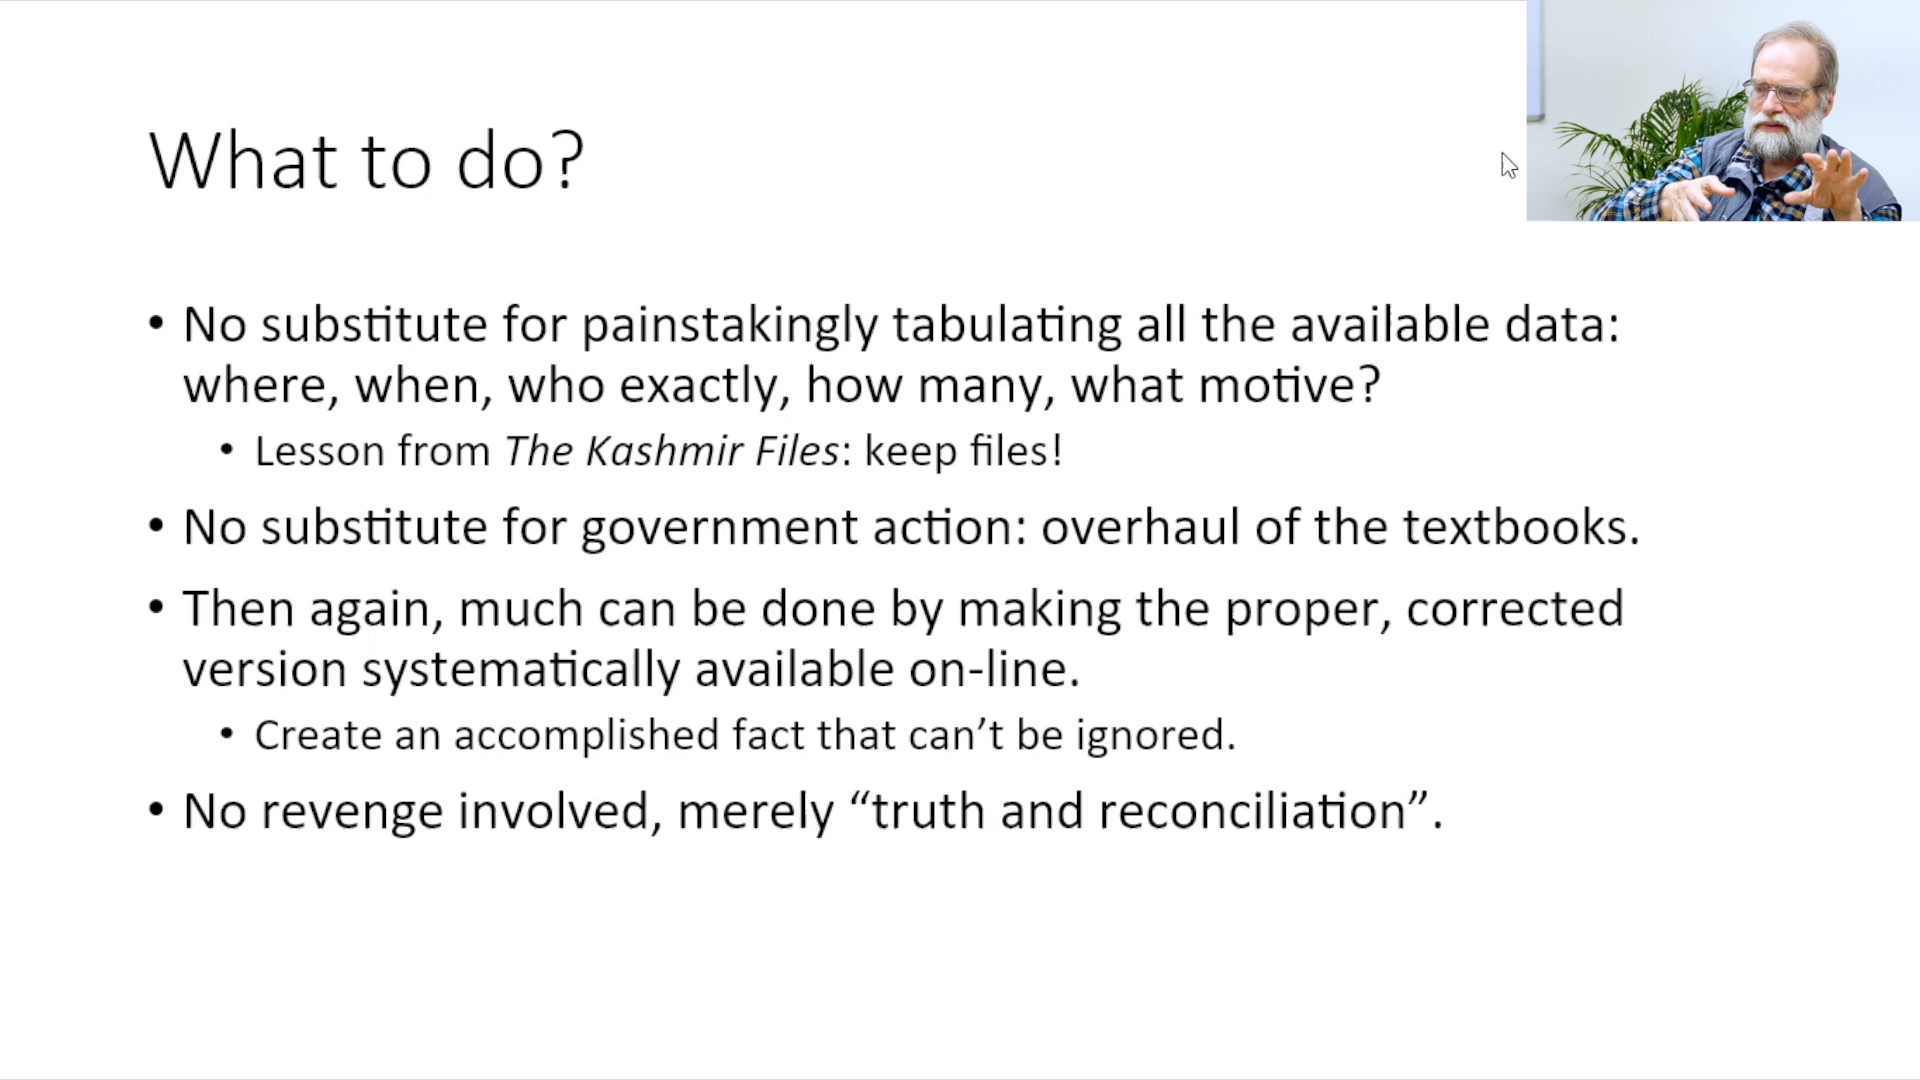 What to do?
• No substitute for painstakingly tabulating all the available data:
where, when, who exactly, how many, what motive?
• Lesson from The Kashmir Files: keep files!
• No substitute for government action: overhaul of the textbooks.
• Then again, much can be done by making the proper, corrected
version systematically available on-line.
• Create an accomplished fact that can’t be ignored.
• No revenge involved, merely “truth and reconciliation”.